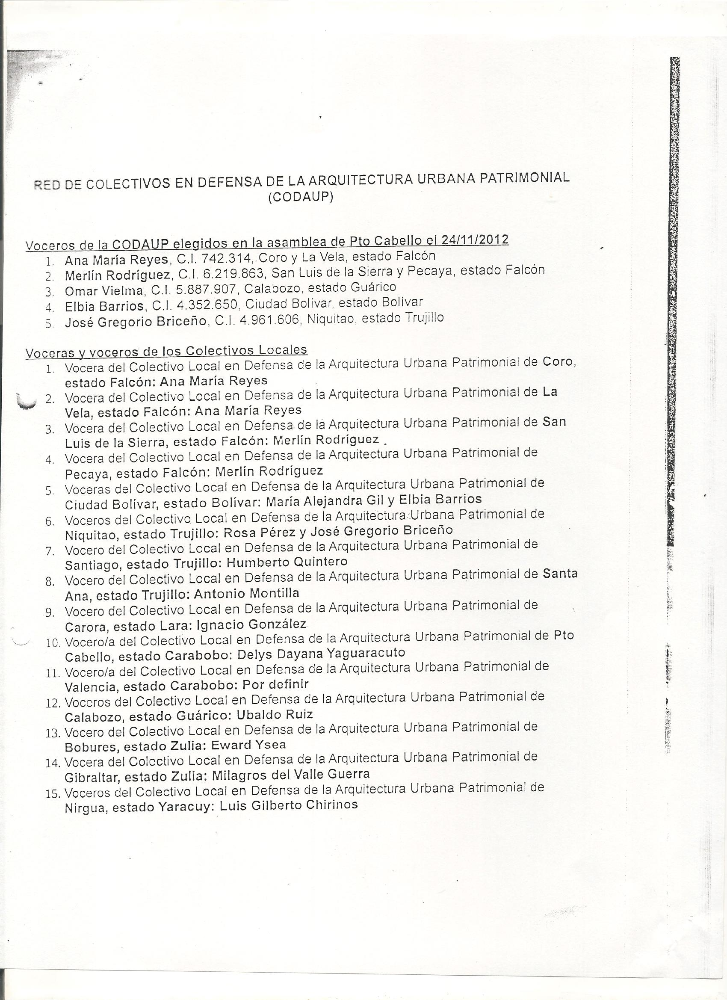 RED DE COLECTIVOS EN DEFENSA DE LA ARQUITECTURA URBANA PATRIMONIAL
(CODAUP)
Voceros de la CODAUP elegidos en la asamblea de Pto Cabello el 24/11/2012
1. Ana María Reyes, C.I. 742.314, Coro y La Vela, estado Falcón
2. Merlín Rodríguez, C.I. 6.219.863, San Luis de la Sierra y Pecaya, estado Falcón
3. Omar Vielma, C.I. 5.887.907, Calabozo, estado Guárico
4. Elbia Barrios, C.I. 4.352.650, Ciudad Bolívar, estado Bolívar
5. José Gregorio Briceño, C.I. 4.961.606, Niquitao, estado Trujillo
Voceras y voceros de los Colectivos Locales
1. Vocera del Colectivo Local en Defensa de la Arquitectura Urbana Patrimonial de Coro,
estado Falcón: Ana María Reyes
2. Vocera del Colectivo Local en Defensa de la Arquitectura Urbana Patrimonial de La
Vela, estado Falcón: Ana María Reyes
3. Vocera del Colectivo Local en Defensa de la Arquitectura Urbana Patrimonial de San
Luis de la Sierra, estado Falcón: Merlín Rodríguez .
4. Vocera del Colectivo Local en Defensa de la Arquitectura Urbana Patrimonial de
Pecaya, estado Falcón: Merlín Rodríguez
5. Voceras del Colectivo Local en Defensa de la Arquitectura Urbana Patrimonial de
Ciudad Bolívar, estado Bolívar: María Alejandra Gil y Elbia Barrios
6. Voceros del Colectivo Local en Defensa de la Arquitectura Urbana Patrimonial de
Niquitao, estado Trujillo: Rosa Pérez y José Gregorio Briceño
7. Vocero del Colectivo Local en Defensa de la Arquitectura Urbana Patrimonial de
Santiago, estado Trujillo: Humberto Quintero
8. Vocero del Colectivo Local en Defensa de la Arquitectura Urbana Patrimonial de Santa
Ana, estado Trujillo: Antonio Montilla
9. Vocero del Colectivo Local en Defensa de la Arquitectura Urbana Patrimonial de
Carora, estado Lara: Ignacio González
10. Vocero/a del Colectivo Local en Defensa de la Arquitectura Urbana Patrimonial de Pto
Cabello, estado Carabobo: Delys Dayana Yaguaracuto
11. Vocero/a del Colectivo Local en Defensa de la Arquitectura Urbana Patrimonial de
Valencia, estado Carabobo: Por definir
12. Voceros del Colectivo Local en Defensa de la Arquitectura Urbana Patrimonial de
Calabozo, estado Guárico: Ubaldo Ruiz
13. Vocero del Colectivo Local en Defensa de la Arquitectura Urbana Patrimonial de
Bobures, estado Zulia: Eward Ysea
14. Vocera del Colectivo Local en Defensa de la Arquitectura Urbana Patrimonial de
Gibraltar, estado Zulia: Milagros del Valle Guerra
15. Voceros del Colectivo Local en Defensa de la Arquitectura Urbana Patrimonial de
Nirgua, estado Yaracuy: Luis Gilberto Chirinos